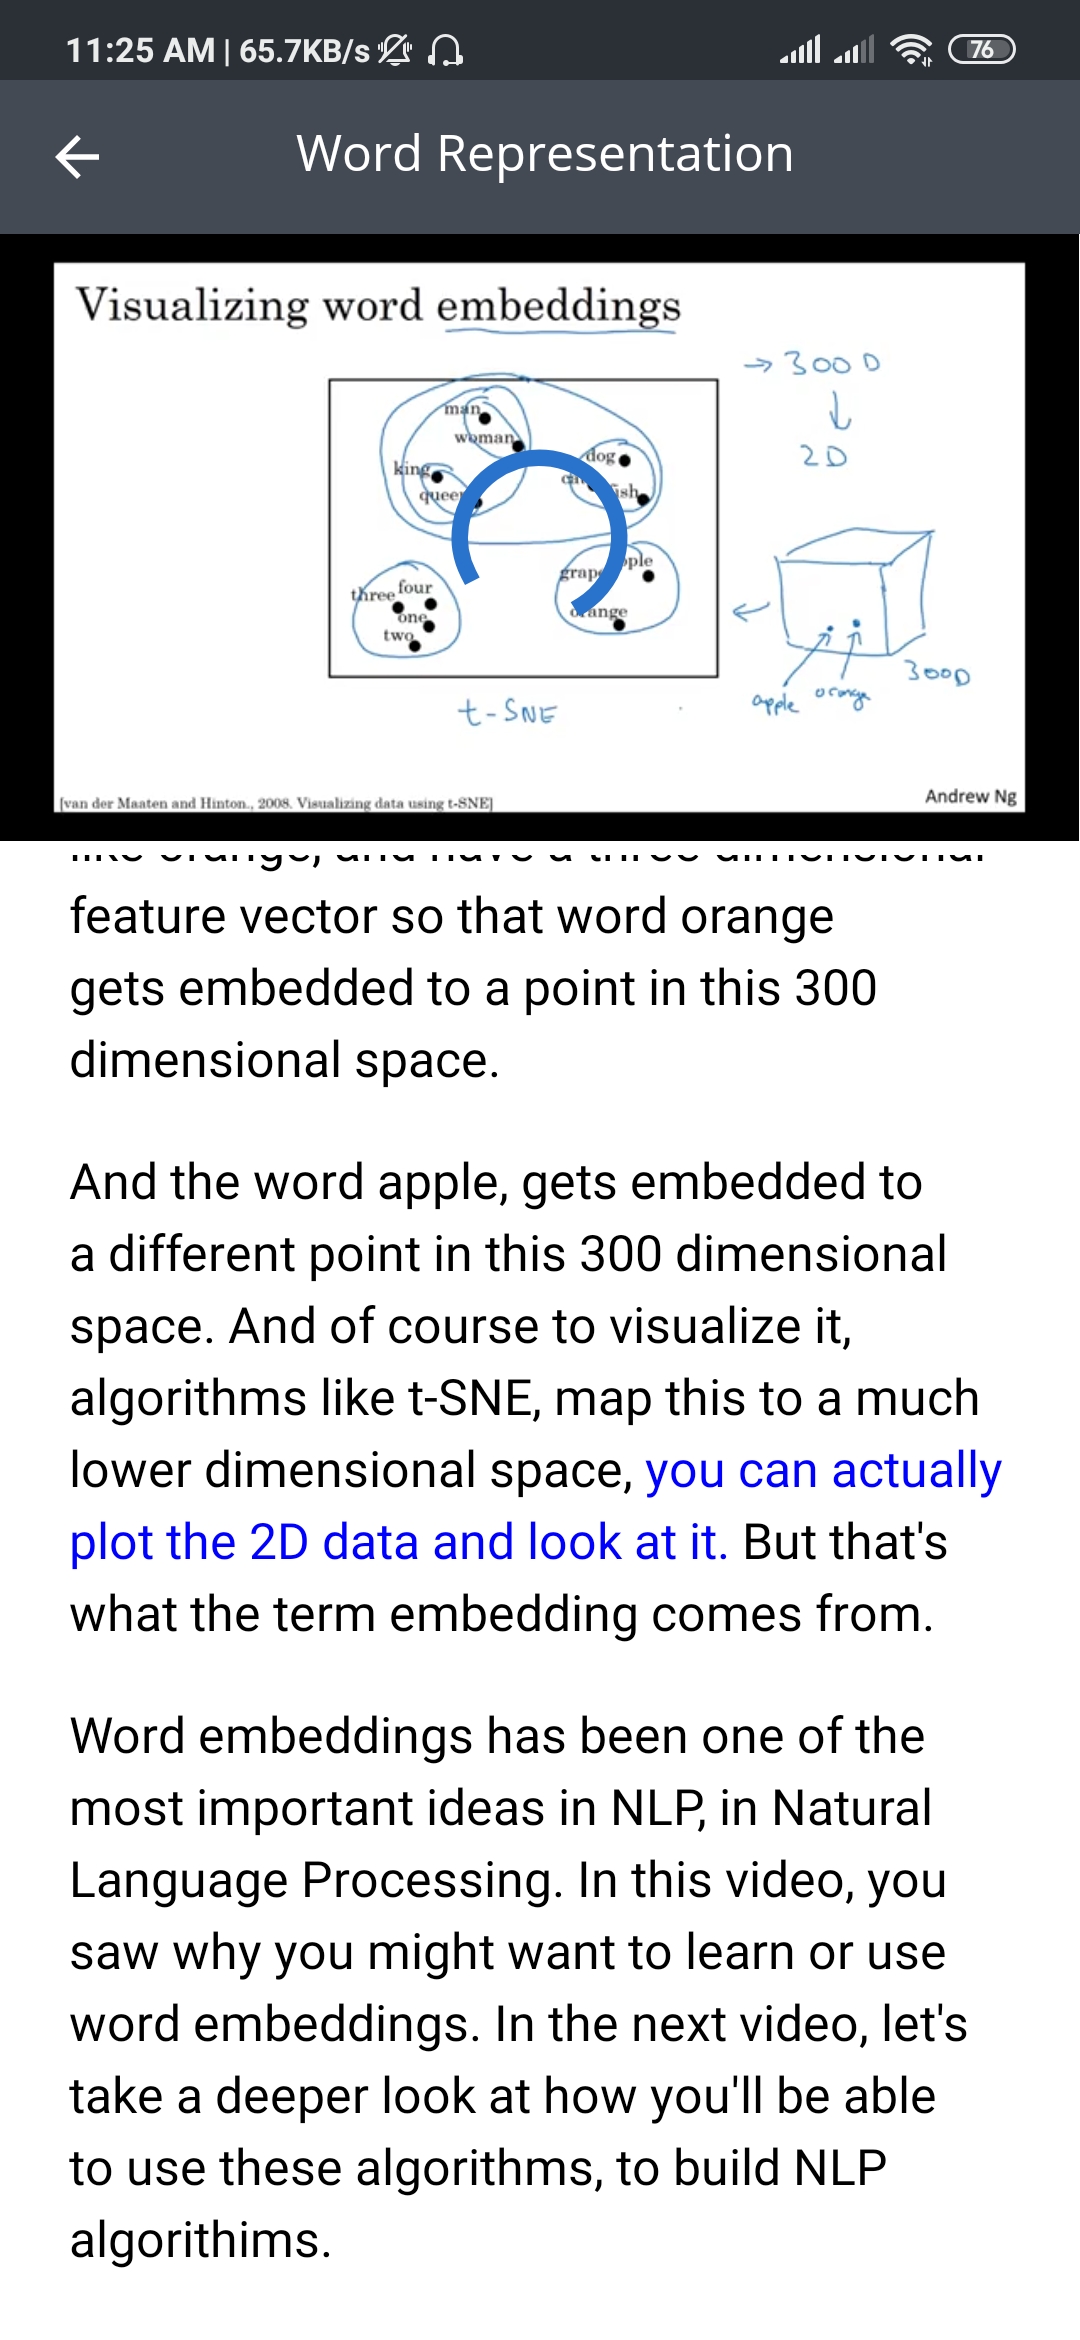 11:25 AM | 65.7KB/s
76
Word Representation
Visualizing word embeddings
→ 300 D
↓
2D
man
woman
king
dog
three four
one
two
t-SNE
300D
apple orange
[van der Maaten and Hinton., 2008. Visualizing data using t-SNE]
Andrew Ng
like orange, and have a three dimensional
feature vector so that word orange
gets embedded to a point in this 300
dimensional space.
And the word apple, gets embedded to
a different point in this 300 dimensional
space. And of course to visualize it,
algorithms like t-SNE, map this to a much
lower dimensional space, you can actually
plot the 2D data and look at it. But that's
what the term embedding comes from.
Word embeddings has been one of the
most important ideas in NLP, in Natural
Language Processing. In this video, you
saw why you might want to learn or use
word embeddings. In the next video, let's
take a deeper look at how you'll be able
to use these algorithms, to build NLP
algorithims.